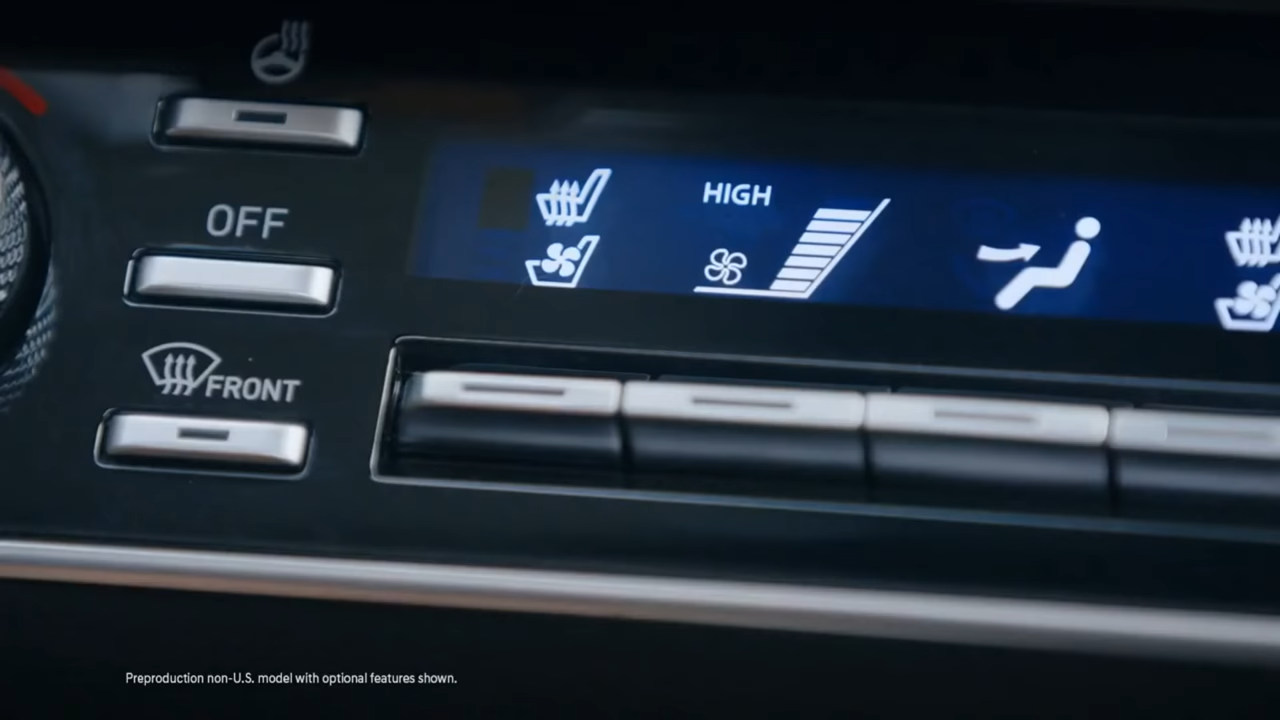 HIGH
OFF
FRONT
Preproduction non-U.S. model with optional features shown.